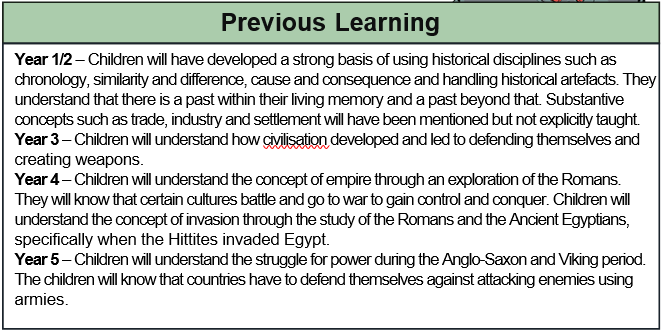 Previous Learning
Year 1/2 – Children will have developed a strong basis of using historical disciplines such as
chronology, similarity and difference, cause and consequence and handling historical artefacts. They
understand that there is a past within their living memory and a past beyond that. Substantive
concepts such as trade, industry and settlement will have been mentioned but not explicitly taught.
Year 3 – Children will understand how civilisation developed and led to defending themselves and
creating weapons.
Year 4 – Children will understand the concept of empire through an exploration of the Romans.
They will know that certain cultures battle and go to war to gain control and conquer. Children will
understand the concept of invasion through the study of the Romans and the Ancient Egyptians,
specifically when the Hittites invaded Egypt.
Year 5 – Children will understand the struggle for power during the Anglo-Saxon and Viking period.
The children will know that countries have to defend themselves against attacking enemies using
armies.